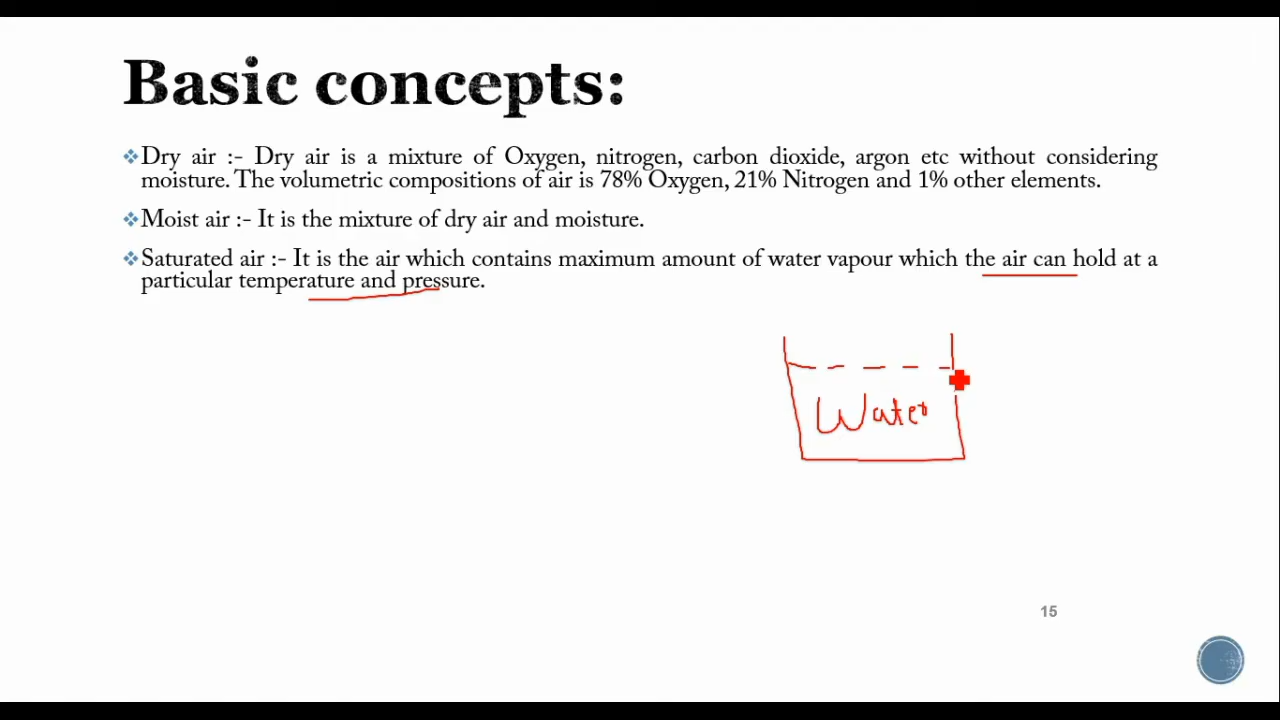 Basic concepts:
Dry air :- Dry air is a mixture of Oxygen, nitrogen, carbon dioxide, argon etc without considering
moisture. The volumetric compositions of air is 78% Oxygen, 21% Nitrogen and 1% other elements.
Moist air :- It is the mixture of dry air and moisture.
Saturated air :- It is the air which contains maximum amount of water vapour which the air can hold at a
particular temperature and pressure.
Water
15